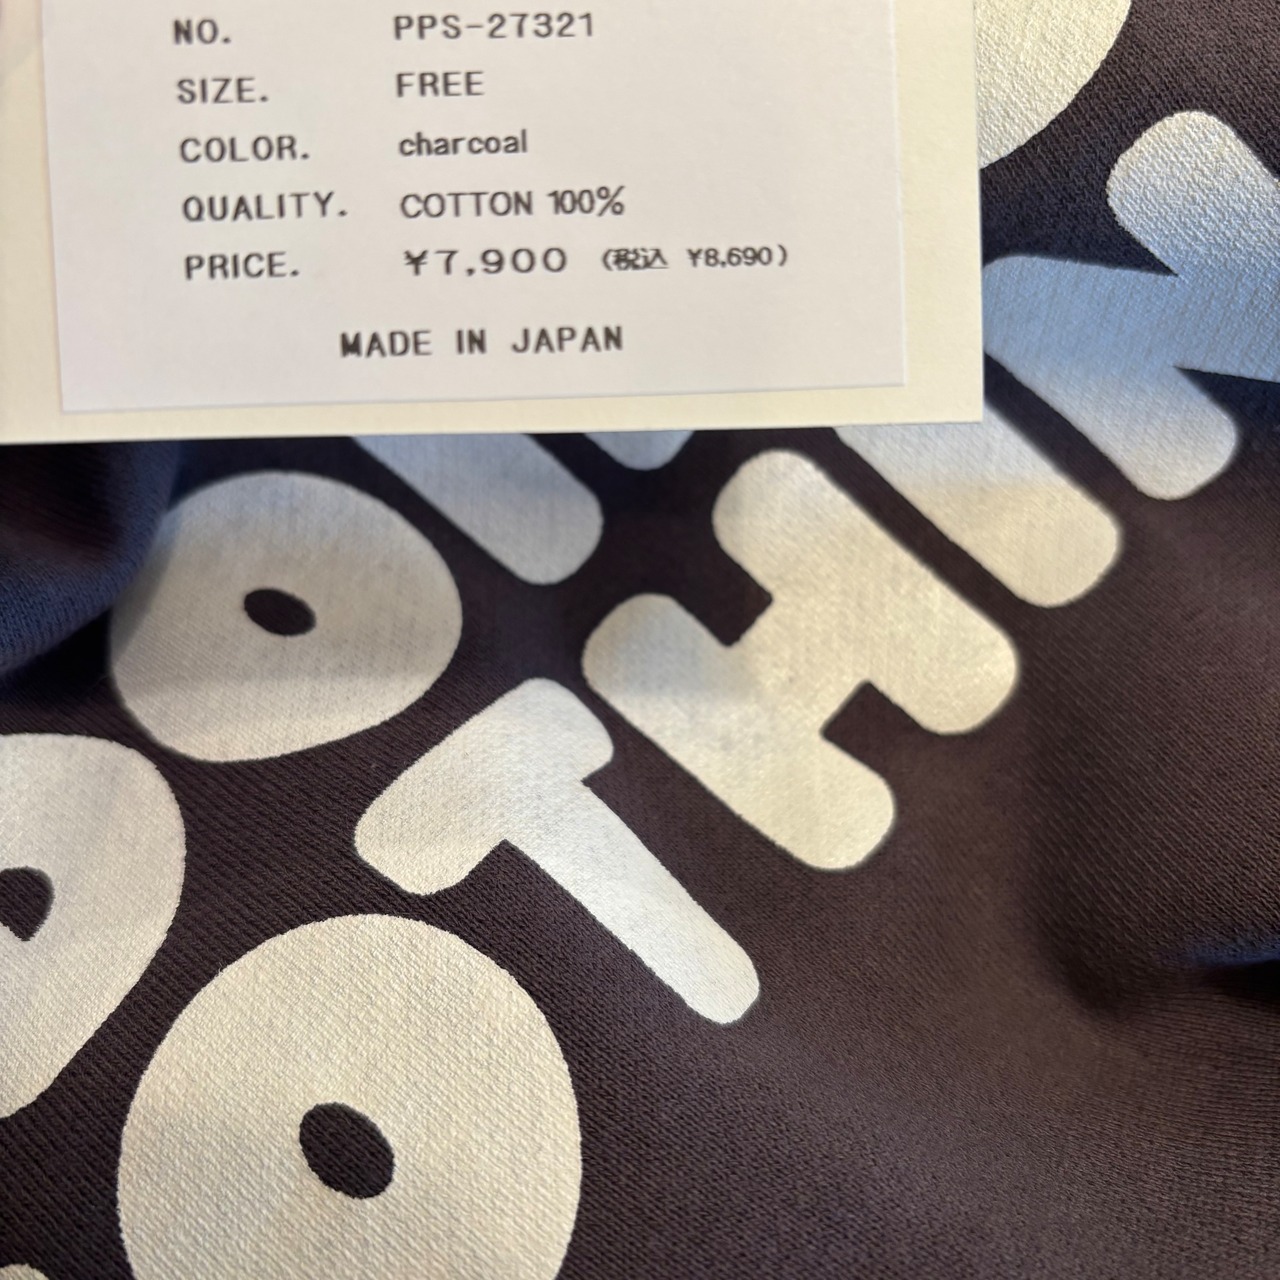 NO. PPS-27321
SIZE. FREE
COLOR. charcoal
QUALITY. COTTON 100%
PRICE. ¥7,900 (税込 ¥8,690)
MADE IN JAPAN
OTH